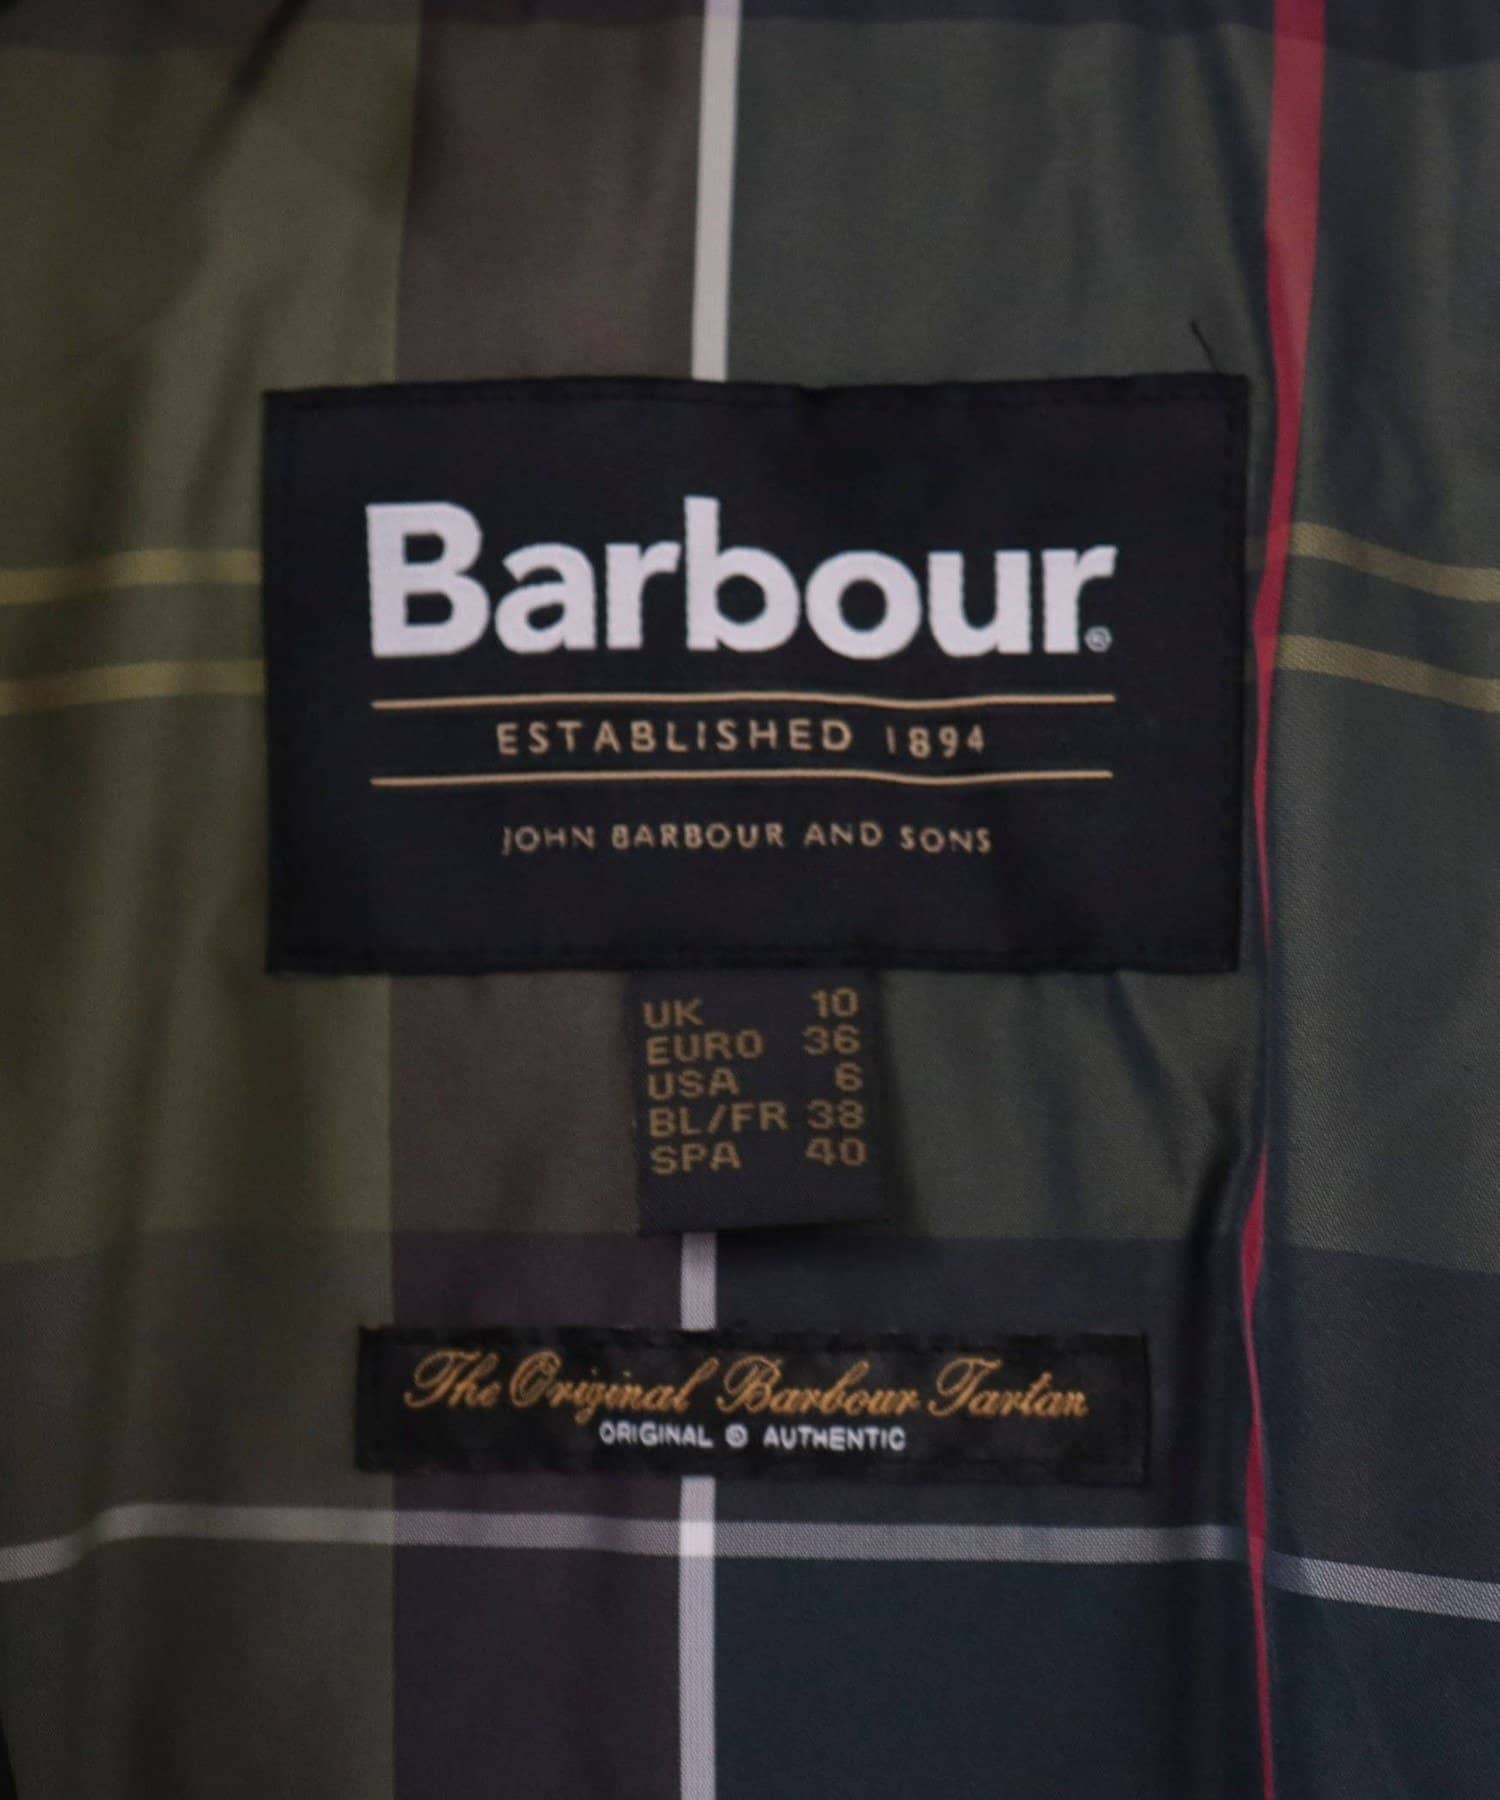 Barbour®
ESTABLISHED 1894
JOHN BARBOUR AND SONS
UK 10
EURO 36
USA 6
BL/FR 38
SPA 40
The Original Barbour Tartan
ORIGINAL © AUTHENTIC